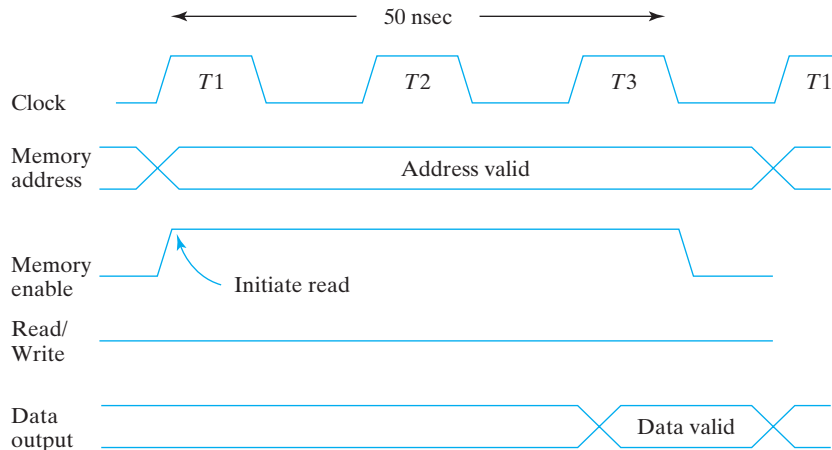 50 nsec
T1 T2 T3 T1
Clock
Memory
address
Address valid
Memory
enable
Initiate read
Read/
Write
Data
output
Data valid